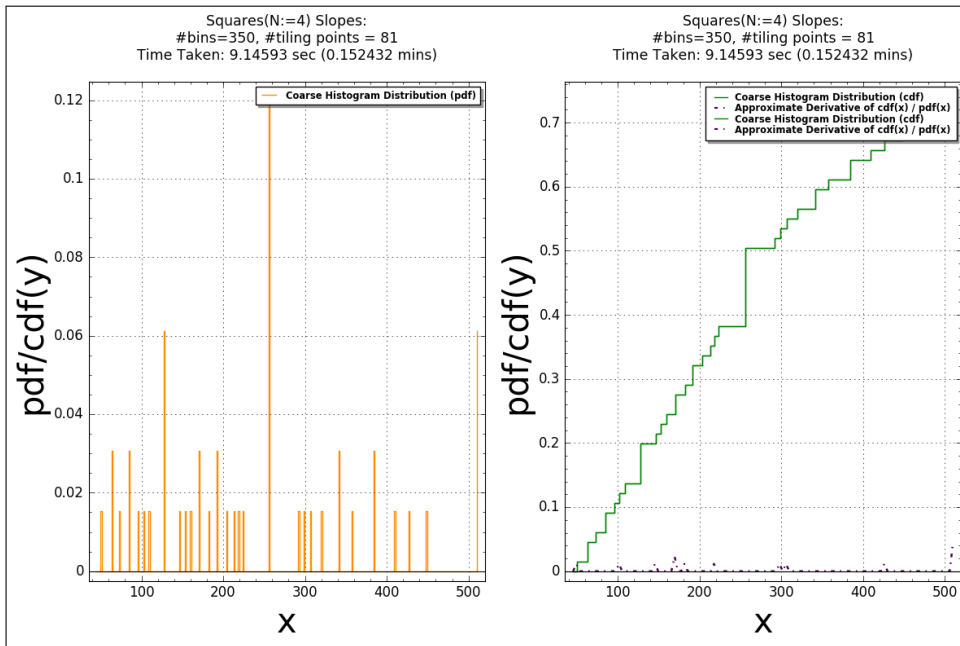 Squares(N:=4) Slopes:
#bins=350, #tiling points = 81
Time Taken: 9.14593 sec (0.152432 mins)
Coarse Histogram Distribution (pdf)
0.12
0.1
0.08
0.06
0.04
0.02
0
pdf/cdf(y)
100
200
300
400
500
x
Squares(N:=4) Slopes:
#bins=350, #tiling points = 81
Time Taken: 9.14593 sec (0.152432 mins)
Coarse Histogram Distribution (cdf)
Approximate Derivative of cdf(x) / pdf(x)
Coarse Histogram Distribution (cdf)
Approximate Derivative of cdf(x) / pdf(x)
0.7
0.6
0.5
0.4
0.3
0.2
0.1
0
pdf/cdf(y)
100
200
300
400
500
x